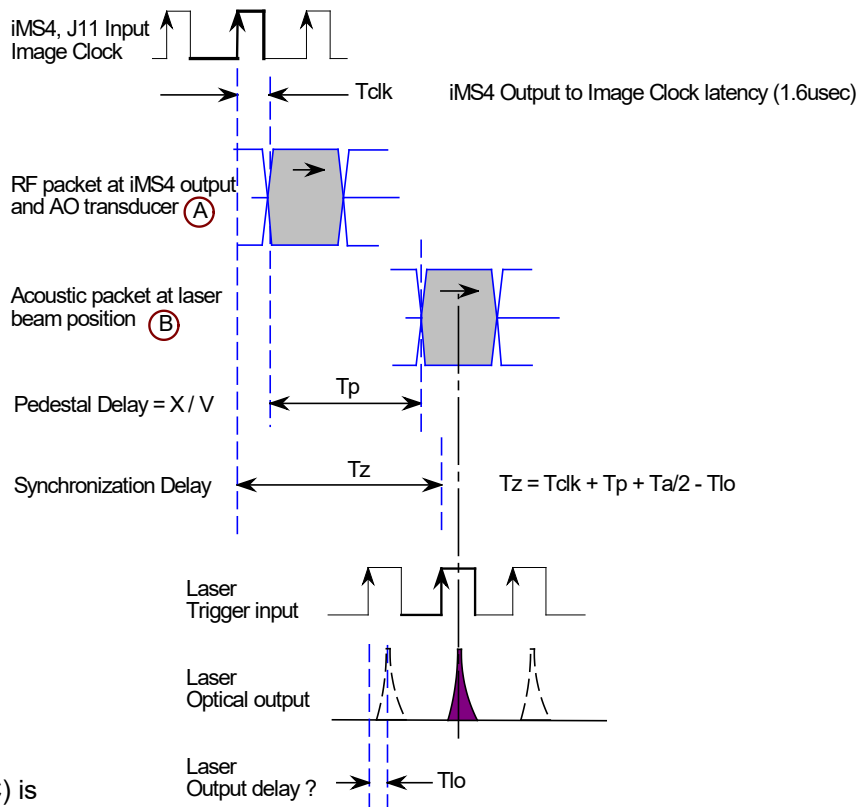 iMS4, J11 Input
Image Clock
Tclk
iMS4 Output to Image Clock latency (1.6usec)
RF packet at iMS4 output
and AO transducer A
Acoustic packet at laser
beam position B
Pedestal Delay = X / V
Tp
Synchronization Delay
Tz
Tz = Tclk + Tp + Ta/2 - Tlo
Laser
Trigger input
Laser
Optical output
Laser
Output delay ?
Tlo
) is